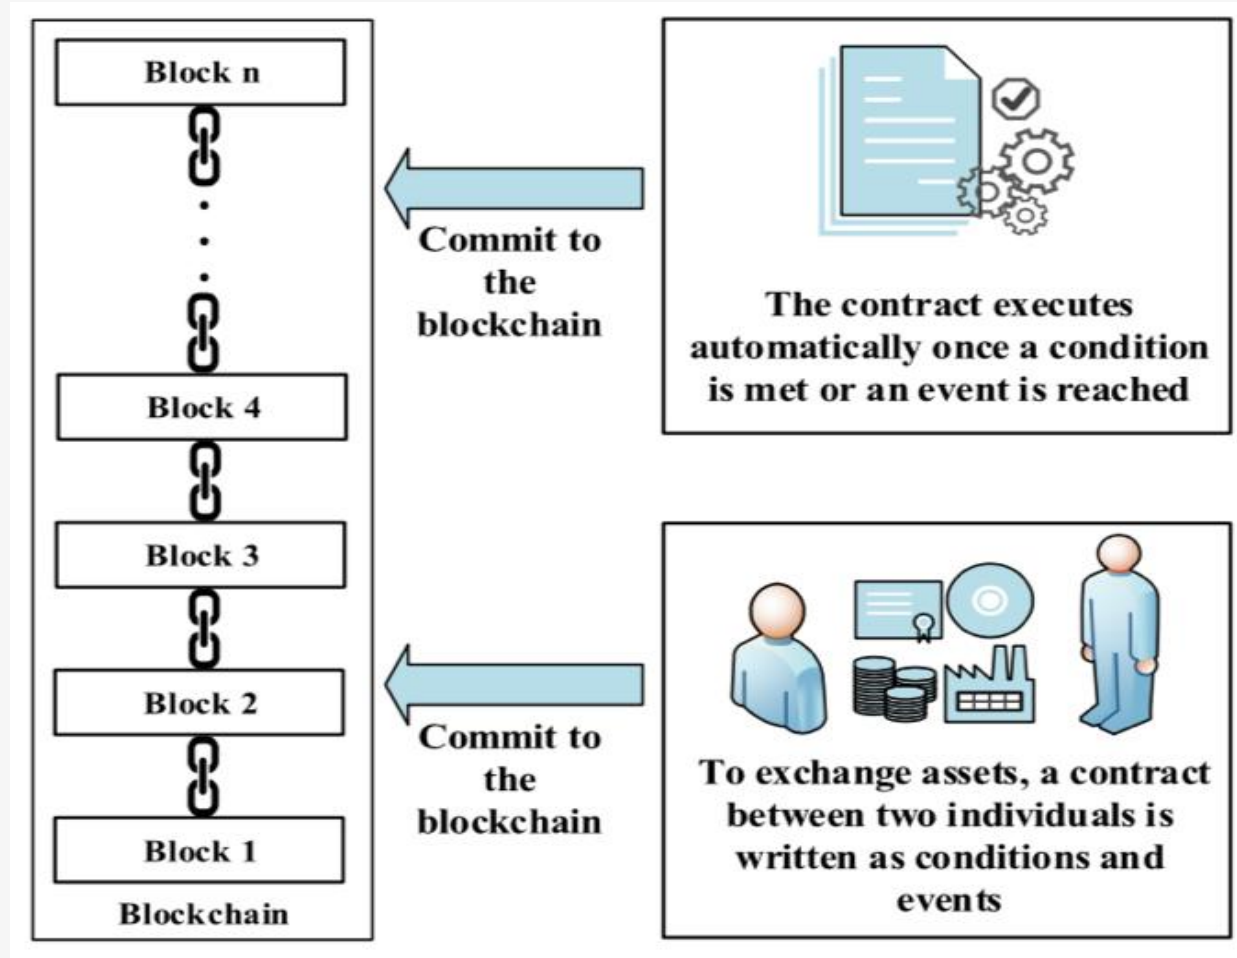 Block n
Block 4
Block 3
Block 2
Block 1
Blockchain
Commit to
the
blockchain
Commit to
the
blockchain
The contract executes
automatically once a condition
is met or an event is reached
To exchange assets, a contract
between two individuals is
written as conditions and
events